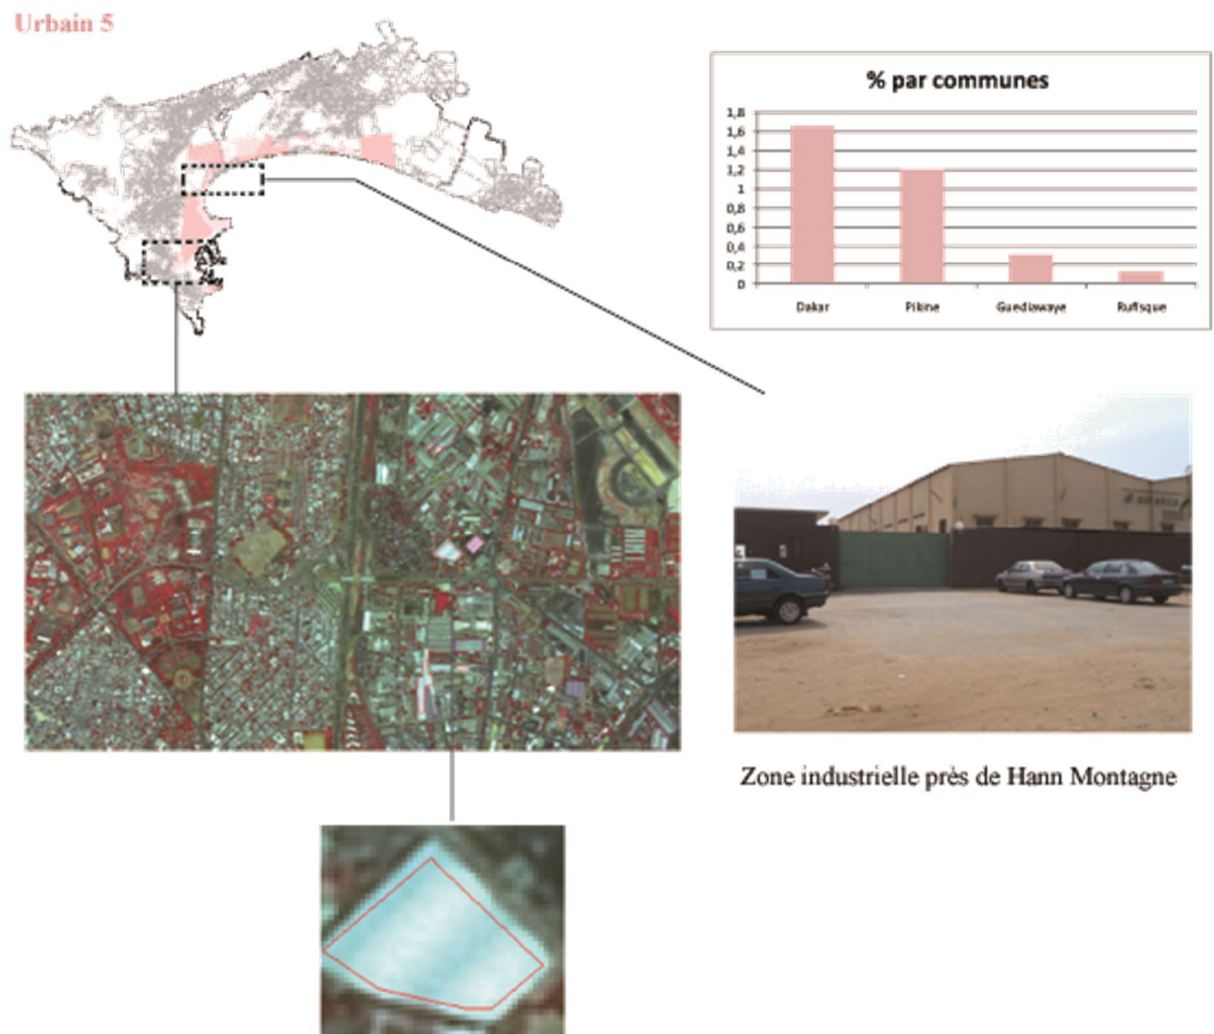 Urbain 5
% par communes
1,8
1,6
1,4
1,2
1
0,8
0,6
0,4
0,2
0
Dakar Pikine Guediawaye Rufisque
Zone industrielle près de Hann Montagne